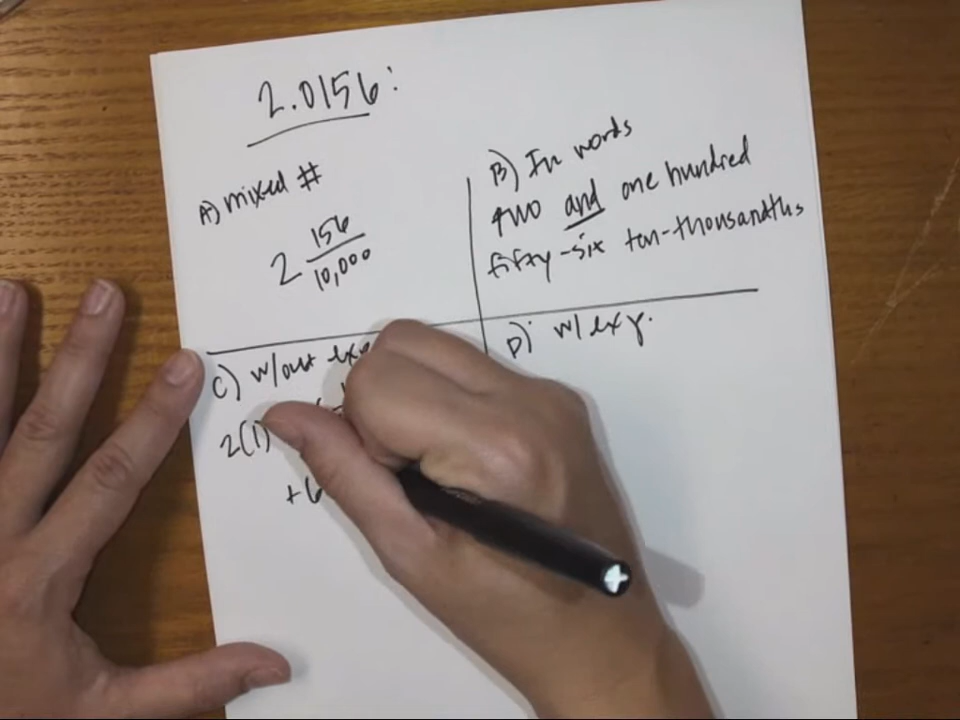 2.0156:
A) mixed #
2 156/10,000
B) In words
two and one hundred
fifty-six ten-thousandths
C) w/out
2(1)
+6
D) w/ exp.